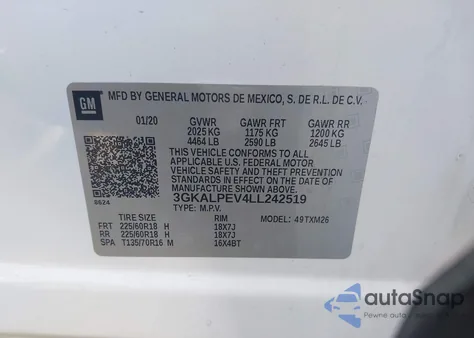 GM
MFD BY GENERAL MOTORS DE MEXICO, S. DE R.L. DE C.V.
01/20 GVWR GAWR FRT GAWR RR
2025 KG 1175 KG 1200 KG
4464 LB 2590 LB 2645 LB
THIS VEHICLE CONFORMS TO ALL
APPLICABLE U.S. FEDERAL MOTOR
VEHICLE SAFETY, BUMPER, AND THEFT
PREVENTION STANDARDS IN EFFECT ON
THE DATE OF MANUFACTURE SHOWN ABOVE.
0624 3GKALPEV4LL242519
TYPE: M.P.V.
TIRE SIZE RIM MODEL: 49TXM26
FRT 225/60R18 H 18X7J
RR 225/60R18 H 18X7J
SPA T135/70R16 M 16X4BT
autoSnap